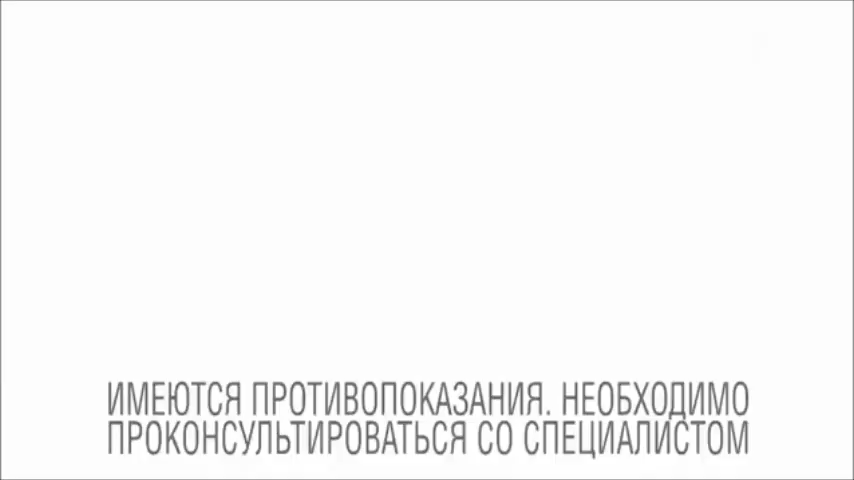 ИМЕЮТСЯ ПРОТИВОПОКАЗАНИЯ. НЕОБХОДИМО
ПРОКОНСУЛЬТИРОВАТЬСЯ СО СПЕЦИАЛИСТОМ